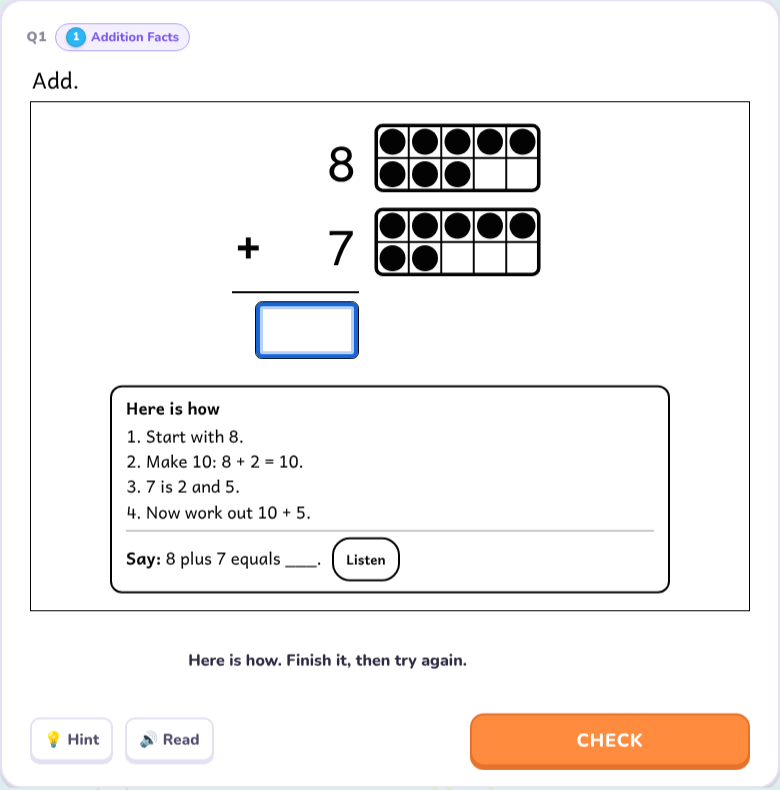 Q1 1 Addition Facts
Add.
8
+ 7
Here is how
1. Start with 8.
2. Make 10: 8 + 2 = 10.
3. 7 is 2 and 5.
4. Now work out 10 + 5.
Say: 8 plus 7 equals ____. Listen
Here is how. Finish it, then try again.
💡 Hint 🔊 Read CHECK